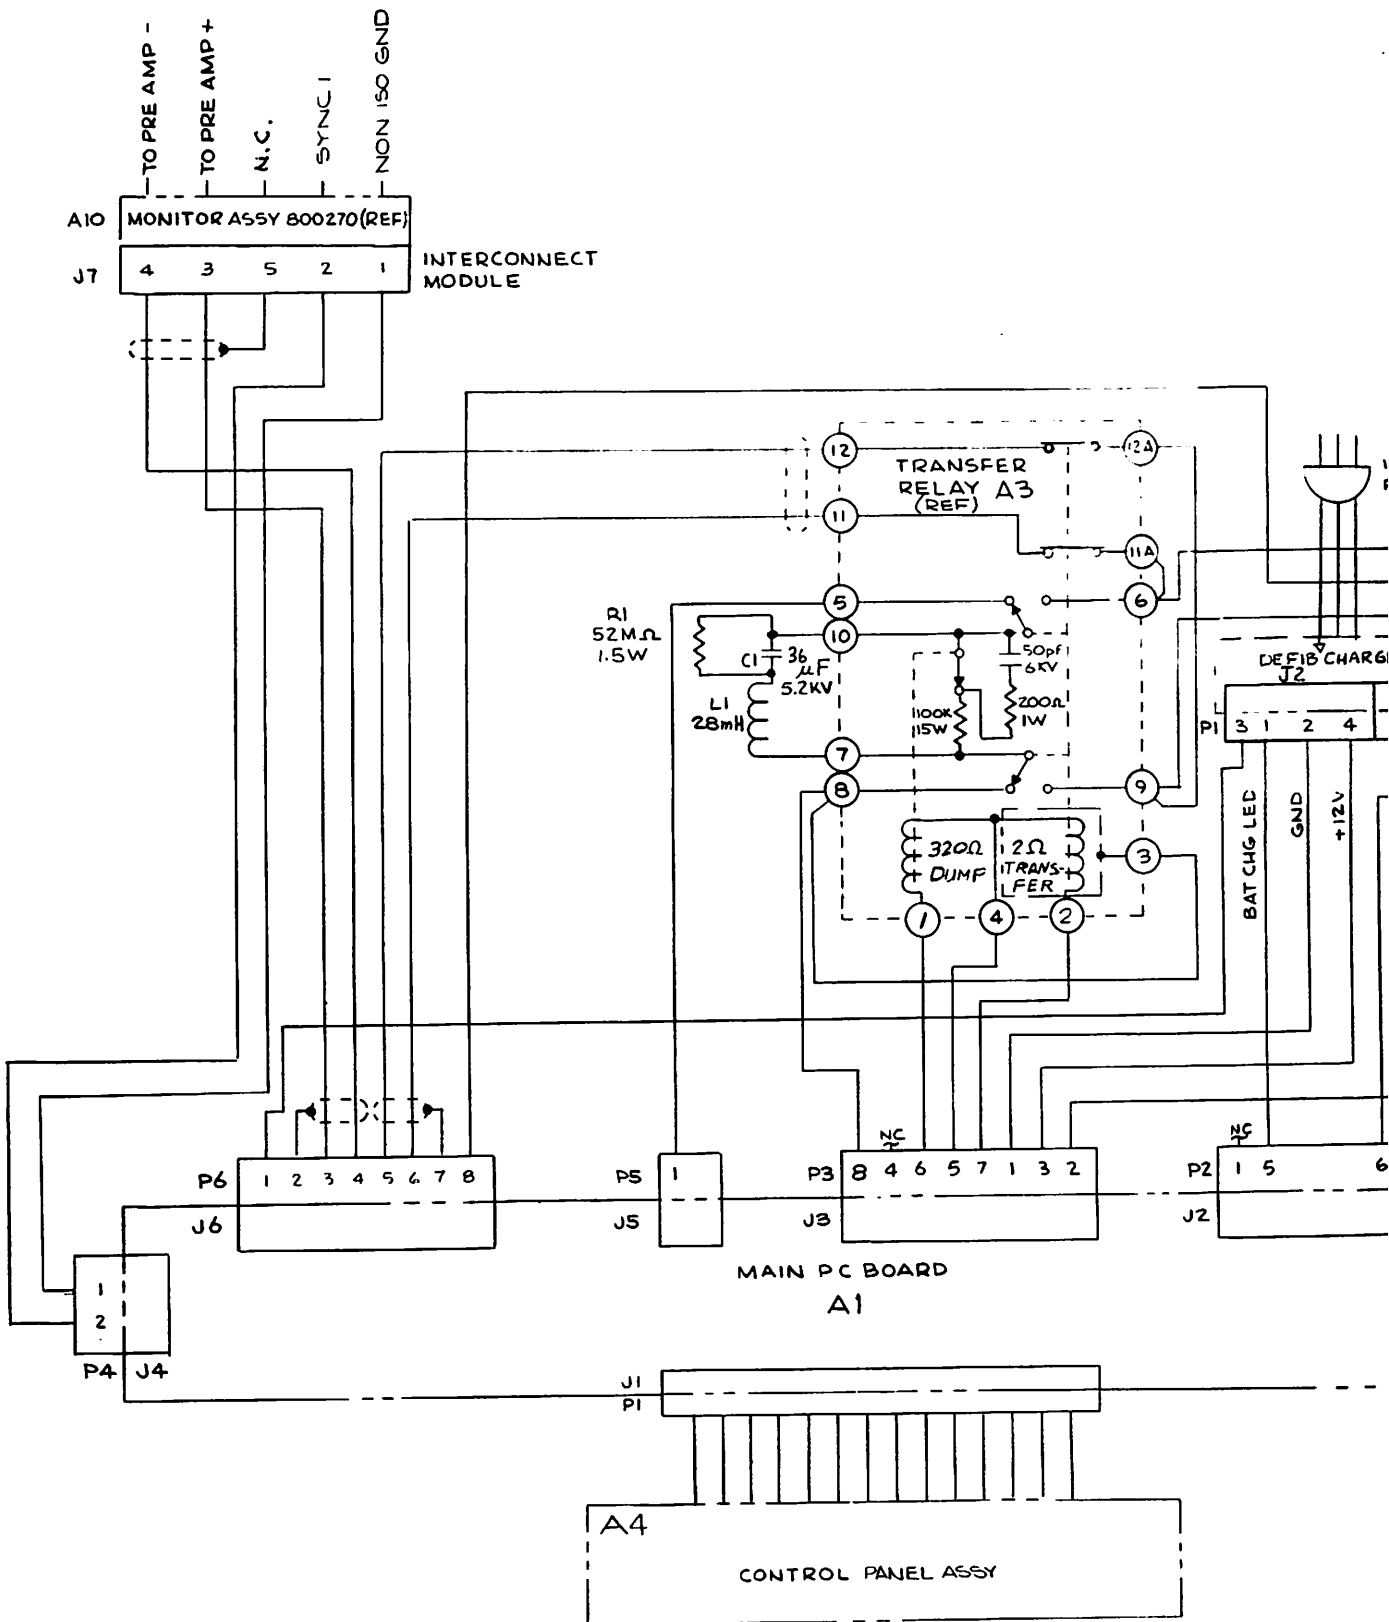 TO PRE AMP -
TO PRE AMP +
N.C.
SYNC 1
NON ISO GND
A10
MONITOR ASSY 800270 (REF)
J7
4 3 5 2 1
INTERCONNECT
MODULE
12
TRANSFER
RELAY A3
(REF)
12A
11
11A
5
6
R1
52MΩ
1.5W
10
C1
36
µF
5.2KV
50pf
6KV
L1
28mH
100K
15W
200Ω
1W
7
8
9
320Ω
DUMP
2Ω
TRANS-
FER
3
1
4
2
DEFIB CHARGE
J2
P1
3 1 2 4
BAT CHG LED
GND
+12V
P6
1 2 3 4 5 6 7 8
J6
P5
1
J5
NC
P3
8 4 6 5 7 1 3 2
J3
NC
P2
1 5 6
J2
MAIN PC BOARD
A1
1
2
P4 J4
J1
P1
A4
CONTROL PANEL ASSY